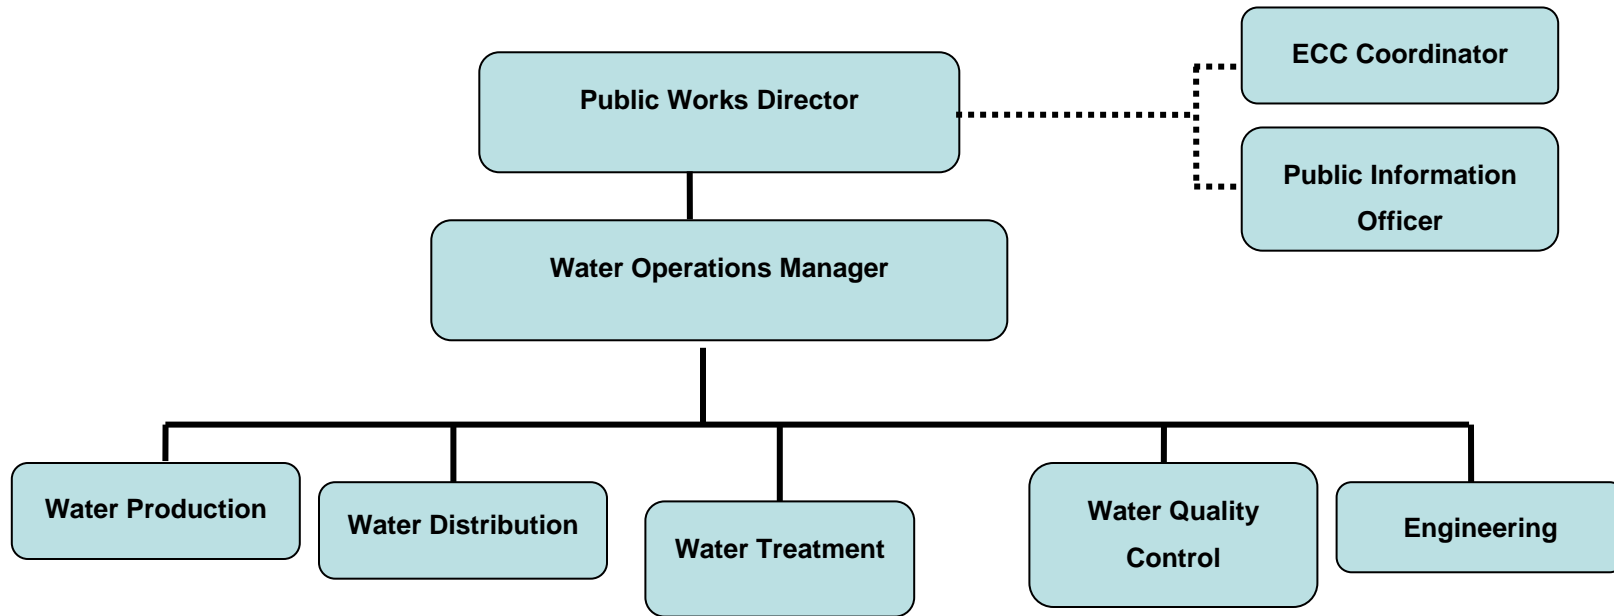 Public Works Director
ECC Coordinator
Public Information
Officer
Water Operations Manager
Water Production
Water Distribution
Water Treatment
Water Quality
Control
Engineering